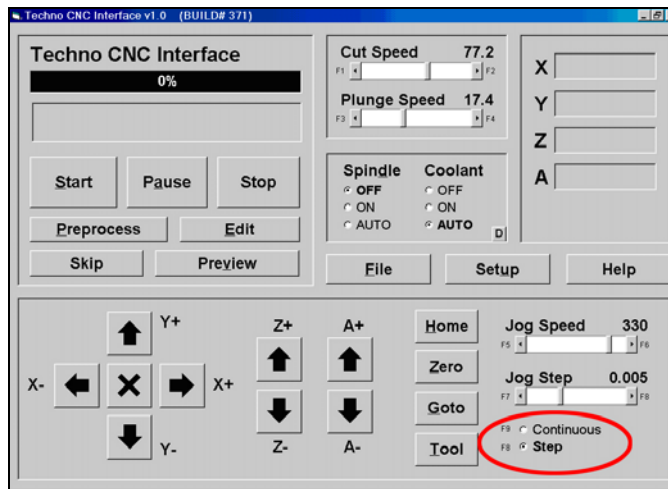 Techno CNC Interface v1.0 (BUILD# 371)
Techno CNC Interface
0%
Start Pause Stop
Preprocess Edit
Skip Preview
Cut Speed 77.2
F1 F2
Plunge Speed 17.4
F3 F4
Spindle Coolant
OFF OFF
ON ON
AUTO AUTO
D
X
Y
Z
A
File Setup Help
Y+
X- X+
Y-
Z+ A+
Z- A-
Home
Zero
Goto
Tool
Jog Speed 330
F5 F6
Jog Step 0.005
F7 F8
F9 Continuous
F8 Step